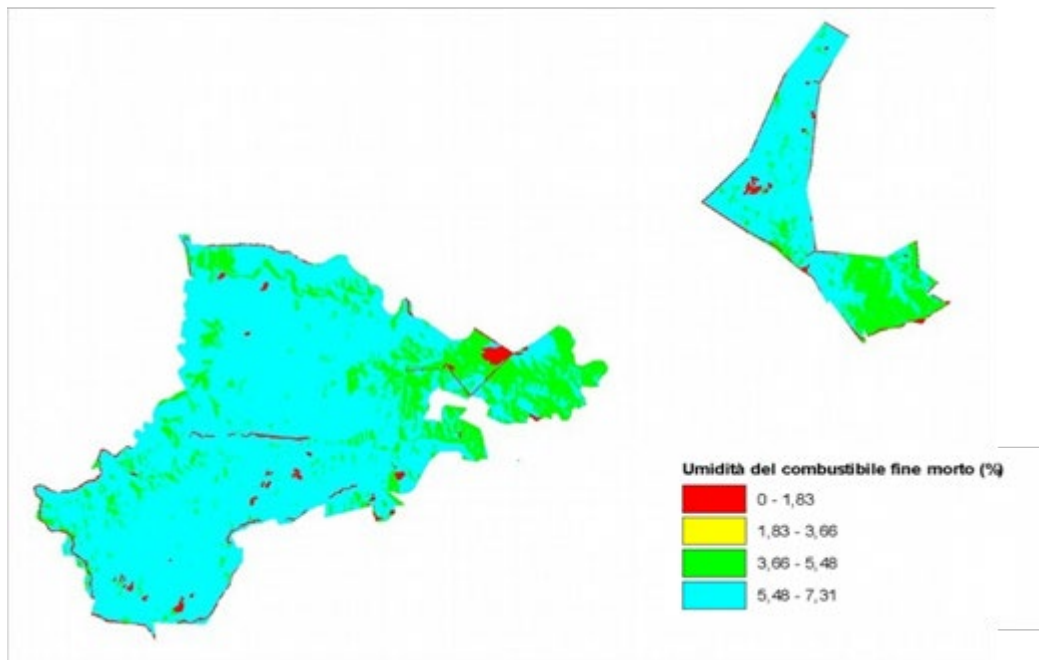 Umidità del combustibile fine morto (%)
0 - 1,83
1,83 - 3,66
3,66 - 5,48
5,48 - 7,31